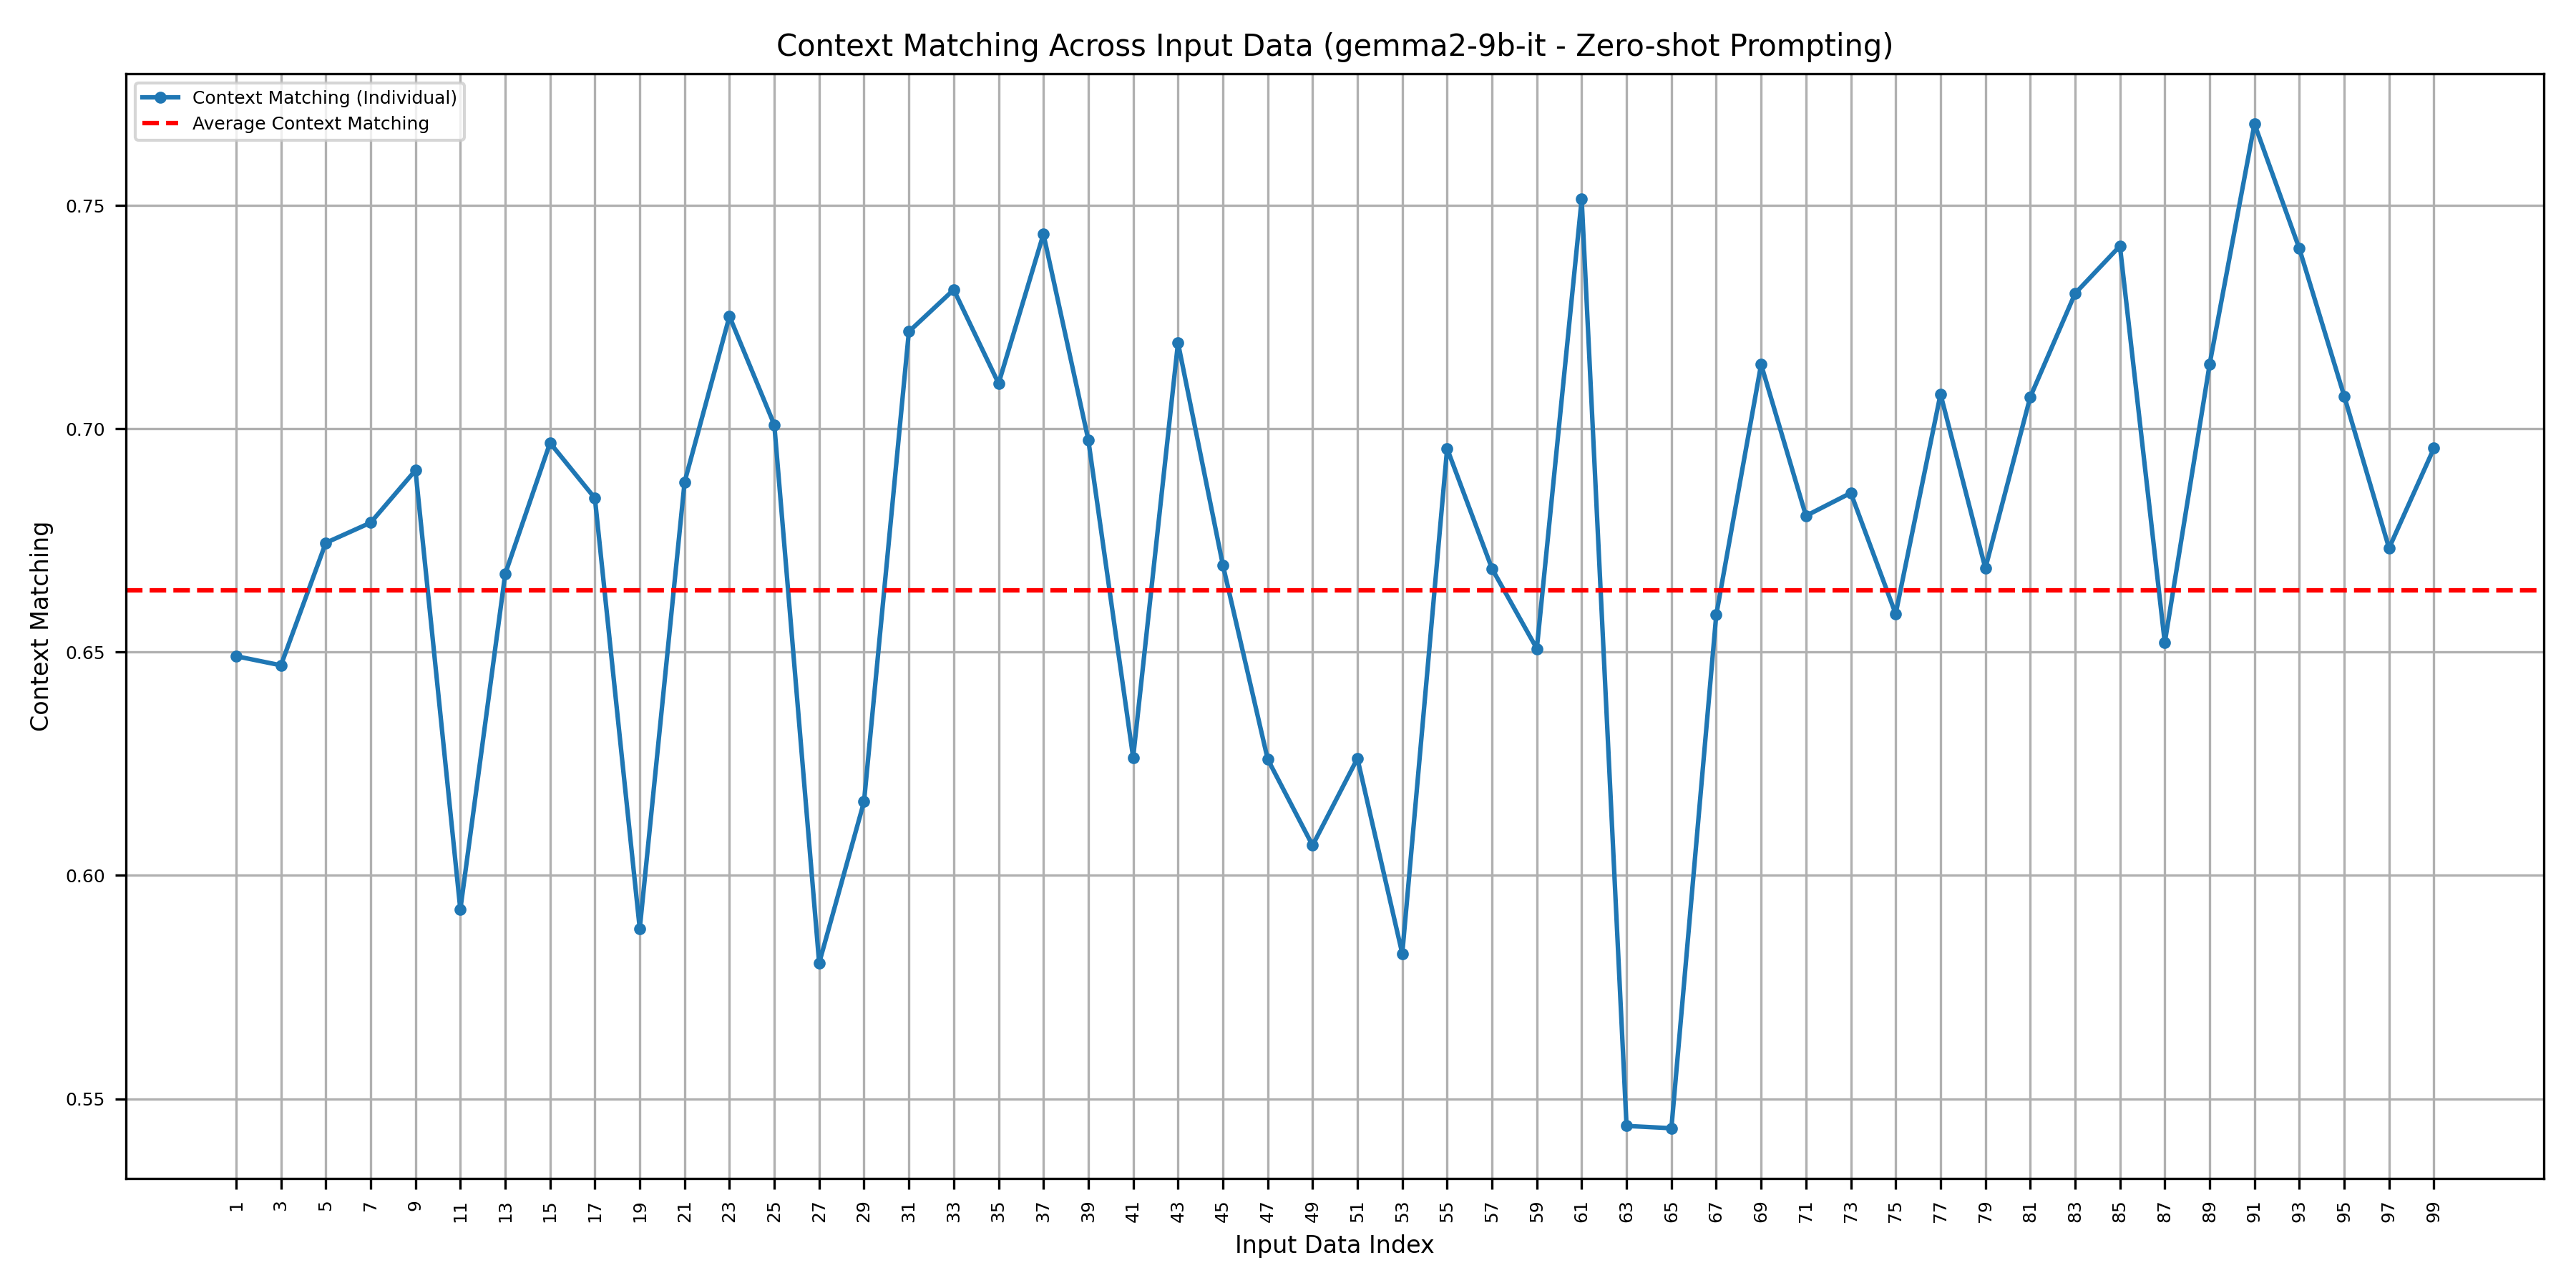 Context Matching Across Input Data (gemma2-9b-it - Zero-shot Prompting)
Context Matching (Individual)
Average Context Matching
Context Matching
0.75
0.70
0.65
0.60
0.55
1 3 5 7 9 11 13 15 17 19 21 23 25 27 29 31 33 35 37 39 41 43 45 47 49 51 53 55 57 59 61 63 65 67 69 71 73 75 77 79 81 83 85 87 89 91 93 95 97 99
Input Data Index